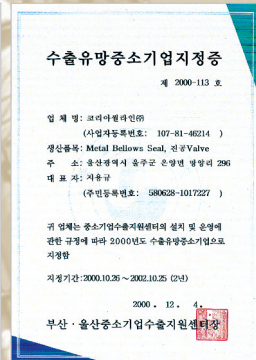 수출유망중소기업지정증
제 2000-113 호
업 체 명: 코리아씰라인㈜
(사업자등록번호: 107-81-46214 )
생산품목: Metal Bellows Seal, 진공Valve
주 소: 울산광역시 울주군 온양면 망양리 296
대 표 자: 지용규
(주민등록번호: 580628-1017227 )
귀 업체는 중소기업수출지원센터의 설치 및 운영에
관한 규정에 따라 2000년도 수출유망중소기업으로
지정함
지정기간:2000.10.26 ~ 2002.10.25 (2년)
2000 . 12 . 4.
부산 · 울산중소기업수출지원센터장